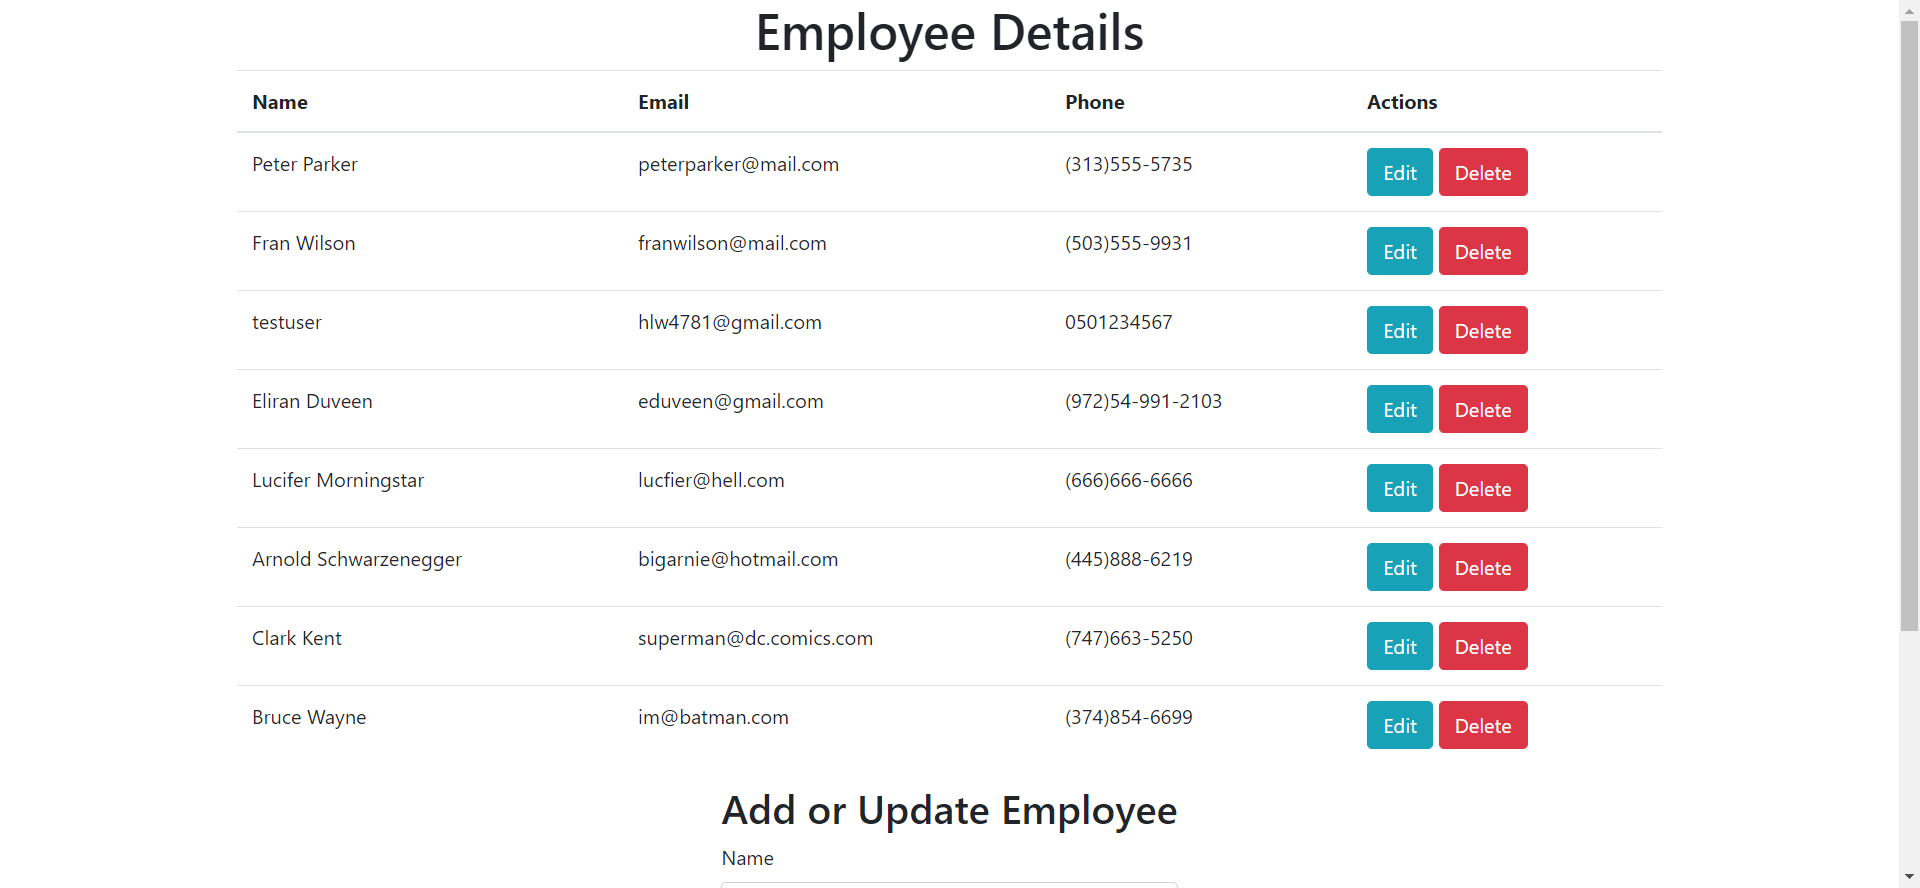 Employee Details
Name Email Phone Actions
Peter Parker peterparker@mail.com (313)555-5735 Edit Delete
Fran Wilson franwilson@mail.com (503)555-9931 Edit Delete
testuser hlw4781@gmail.com 0501234567 Edit Delete
Eliran Duveen eduveen@gmail.com (972)54-991-2103 Edit Delete
Lucifer Morningstar lucfier@hell.com (666)666-6666 Edit Delete
Arnold Schwarzenegger bigarnie@hotmail.com (445)888-6219 Edit Delete
Clark Kent superman@dc.comics.com (747)663-5250 Edit Delete
Bruce Wayne im@batman.com (374)854-6699 Edit Delete
Add or Update Employee
Name